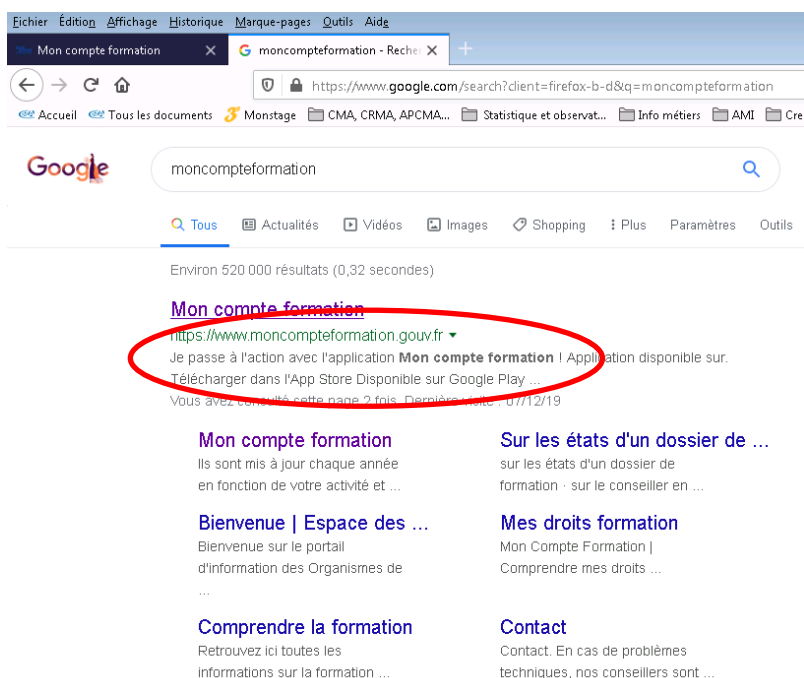 Fichier Édition Affichage Historique Marque-pages Outils Aide
Mon compte formation
moncompteformation - Recher
https://www.google.com/search?client=firefox-b-d&q=moncompteformation
Accueil Tous les documents Monstage CMA, CRMA, APCMA... Statistique et observat... Info métiers AMI Cre
Google
moncompteformation
Tous Actualités Vidéos Images Shopping Plus Paramètres Outils
Environ 520 000 résultats (0,32 secondes)
Mon compte formation
https://www.moncompteformation.gouv.fr
Je passe à l'action avec l'application Mon compte formation ! Application disponible sur.
Télécharger dans l'App Store Disponible sur Google Play ...
Vous avez consulté cette page 2 fois. Dernière visite : 07/12/19
Mon compte formation
Ils sont mis à jour chaque année
en fonction de votre activité et ...
Sur les états d'un dossier de ...
sur les états d'un dossier de
formation · sur le conseiller en ...
Bienvenue | Espace des ...
Bienvenue sur le portail
d'information des Organismes de
...
Mes droits formation
Mon Compte Formation |
Comprendre mes droits ...
Comprendre la formation
Retrouvez ici toutes les
informations sur la formation ...
Contact
Contact. En cas de problèmes
techniques, nos conseillers sont ...